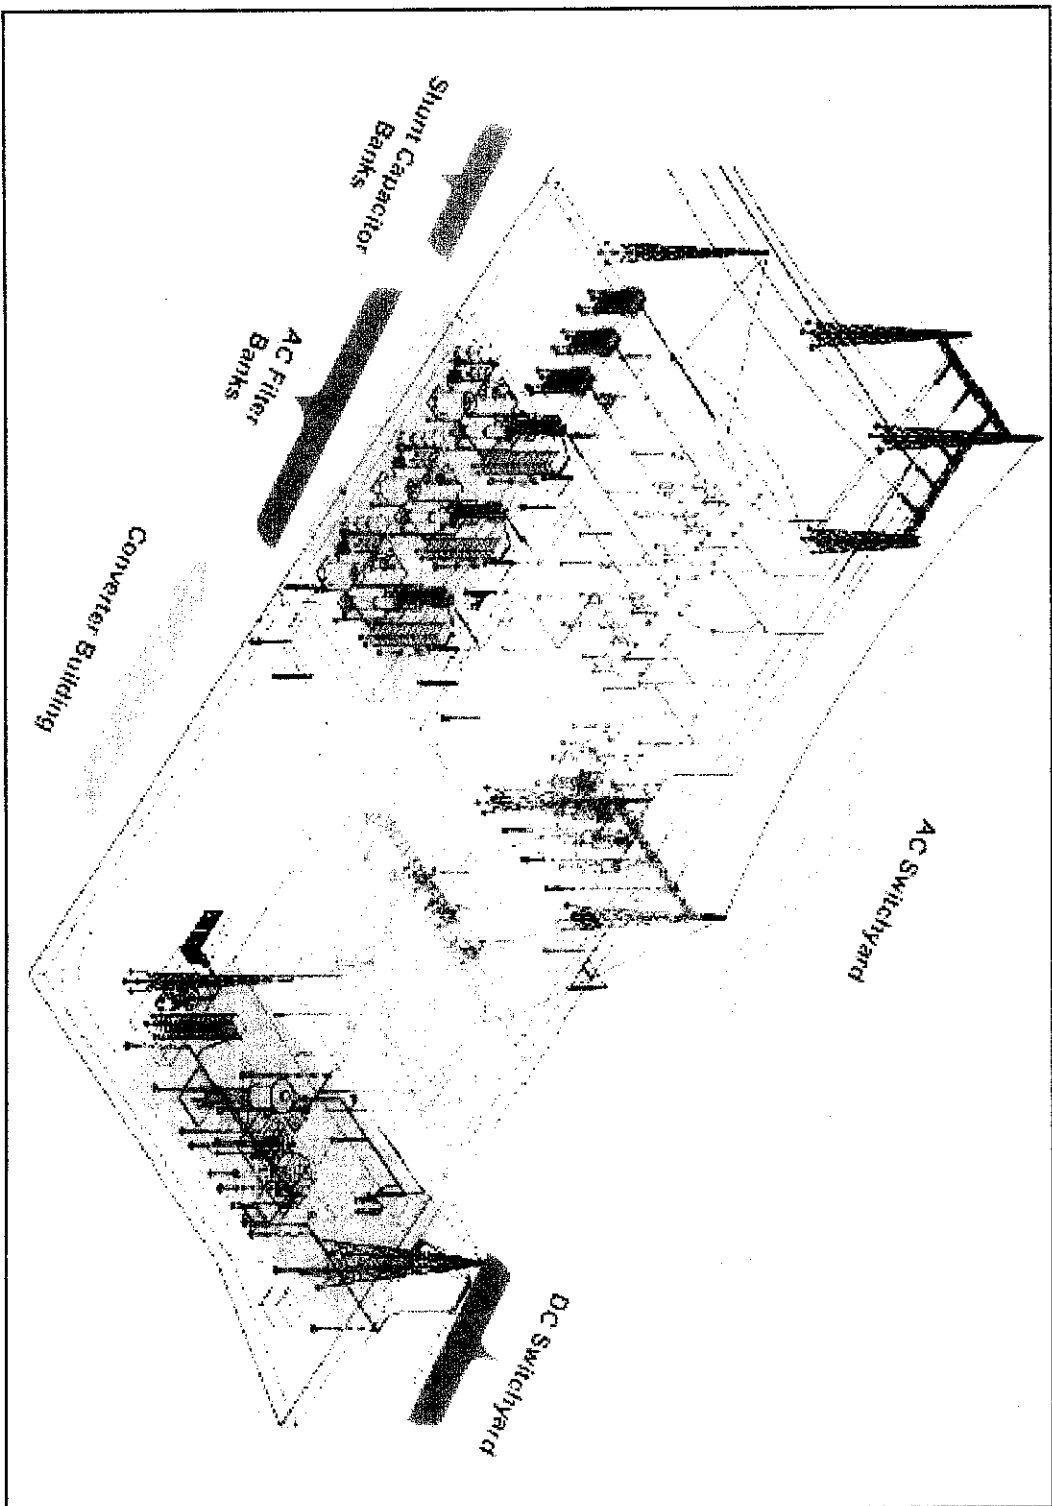 Shunt Capacitor
Banks
AC Filter
Banks
Converter Building
AC Switchyard
DC Switchyard